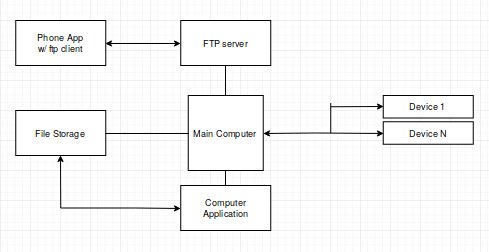 Phone App
w/ ftp client
FTP server
File Storage
Main Computer
Device 1
Device N
Computer
Application